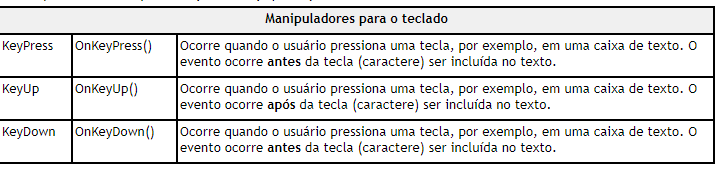 Manipuladores para o teclado
KeyPress OnKeyPress() Ocorre quando o usuário pressiona uma tecla, por exemplo, em uma caixa de texto. O
evento ocorre antes da tecla (caractere) ser incluída no texto.
KeyUp OnKeyUp() Ocorre quando o usuário pressiona uma tecla, por exemplo, em uma caixa de texto. O
evento ocorre após da tecla (caractere) ser incluída no texto.
KeyDown OnKeyDown() Ocorre quando o usuário pressiona uma tecla, por exemplo, em uma caixa de texto. O
evento ocorre antes da tecla (caractere) ser incluída no texto.